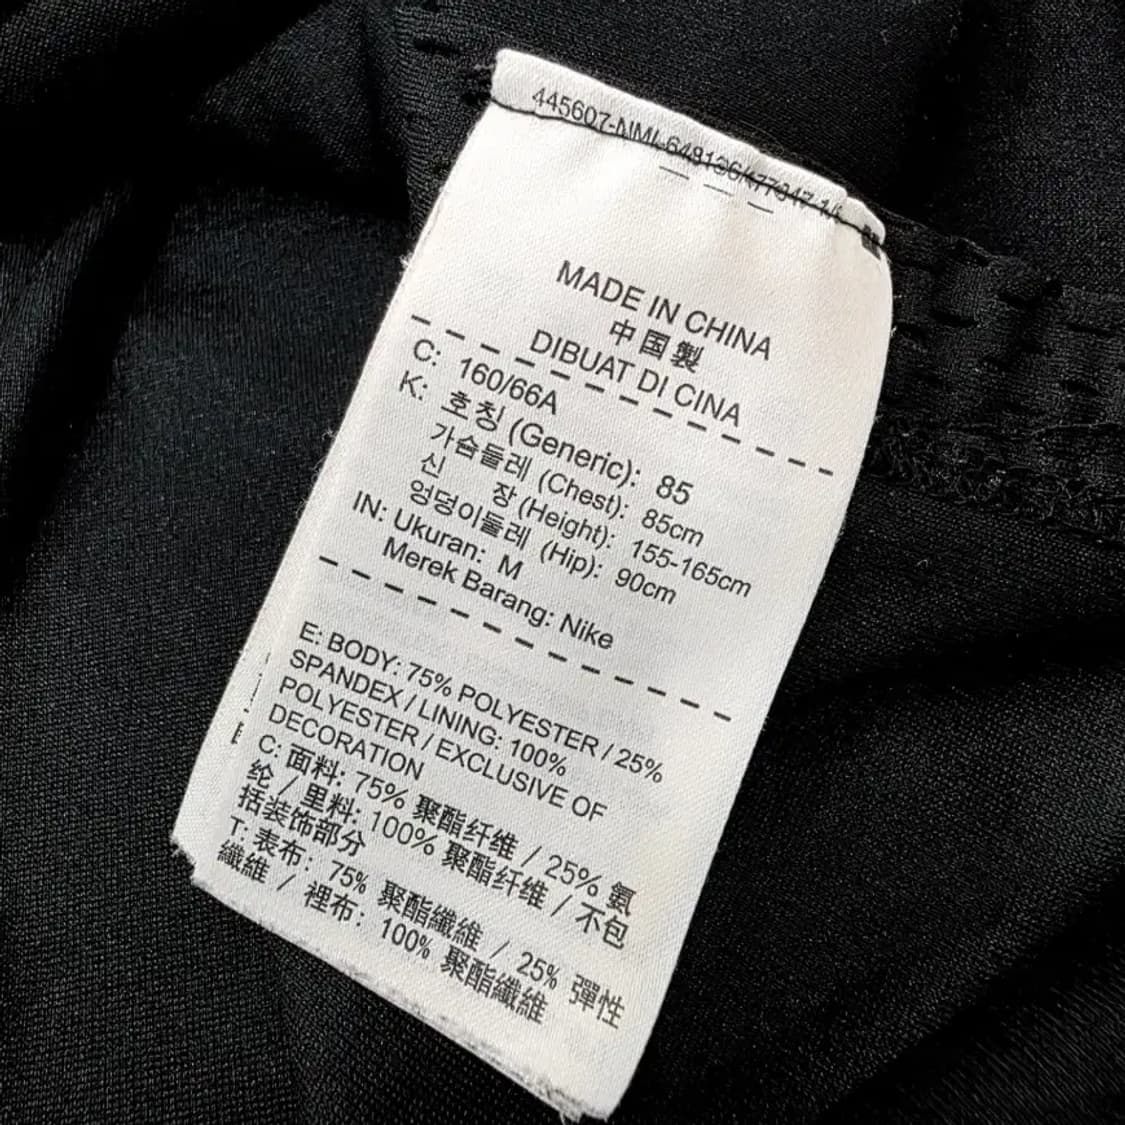 MADE IN CHINA
中国製
DIBUAT DI CINA
C: 160/66A
K: 호칭 (Generic): 85
가슴둘레 (Chest): 85cm
신 장 (Height): 155-165cm
엉덩이둘레 (Hip): 90cm
IN: Ukuran: M
Merek Barang: Nike
E: BODY: 75% POLYESTER / 25%
SPANDEX / LINING: 100%
POLYESTER / EXCLUSIVE OF
DECORATION
C: 面料: 75% 聚酯纤维 / 25% 氨
纶 / 里料: 100% 聚酯纤维 / 不包
括装饰部分
T: 表布: 75% 聚酯纖維 / 25% 彈性
纖維 / 裡布: 100% 聚酯纖維